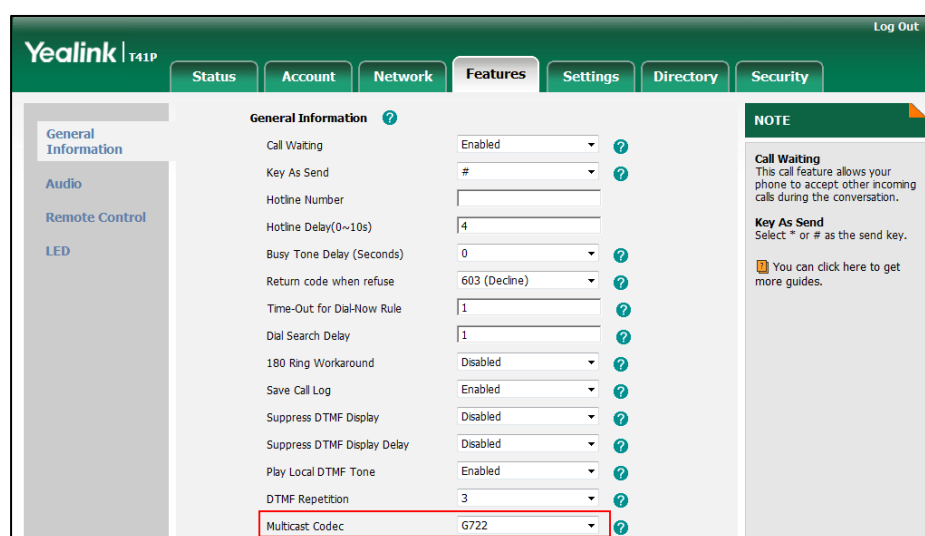 Log Out
Yealink T41P
Status Account Network Features Settings Directory Security
General
Information
Audio
Remote Control
LED
General Information ?
Call Waiting Enabled ?
Key As Send # ?
Hotline Number
Hotline Delay(0~10s) 4
Busy Tone Delay (Seconds) 0 ?
Return code when refuse 603 (Decline) ?
Time-Out for Dial-Now Rule 1 ?
Dial Search Delay 1 ?
180 Ring Workaround Disabled ?
Save Call Log Enabled ?
Suppress DTMF Display Disabled ?
Suppress DTMF Display Delay Disabled ?
Play Local DTMF Tone Enabled ?
DTMF Repetition 3 ?
Multicast Codec G722 ?
NOTE
Call Waiting
This call feature allows your
phone to accept other incoming
calls during the conversation.
Key As Send
Select * or # as the send key.
? You can click here to get
more guides.